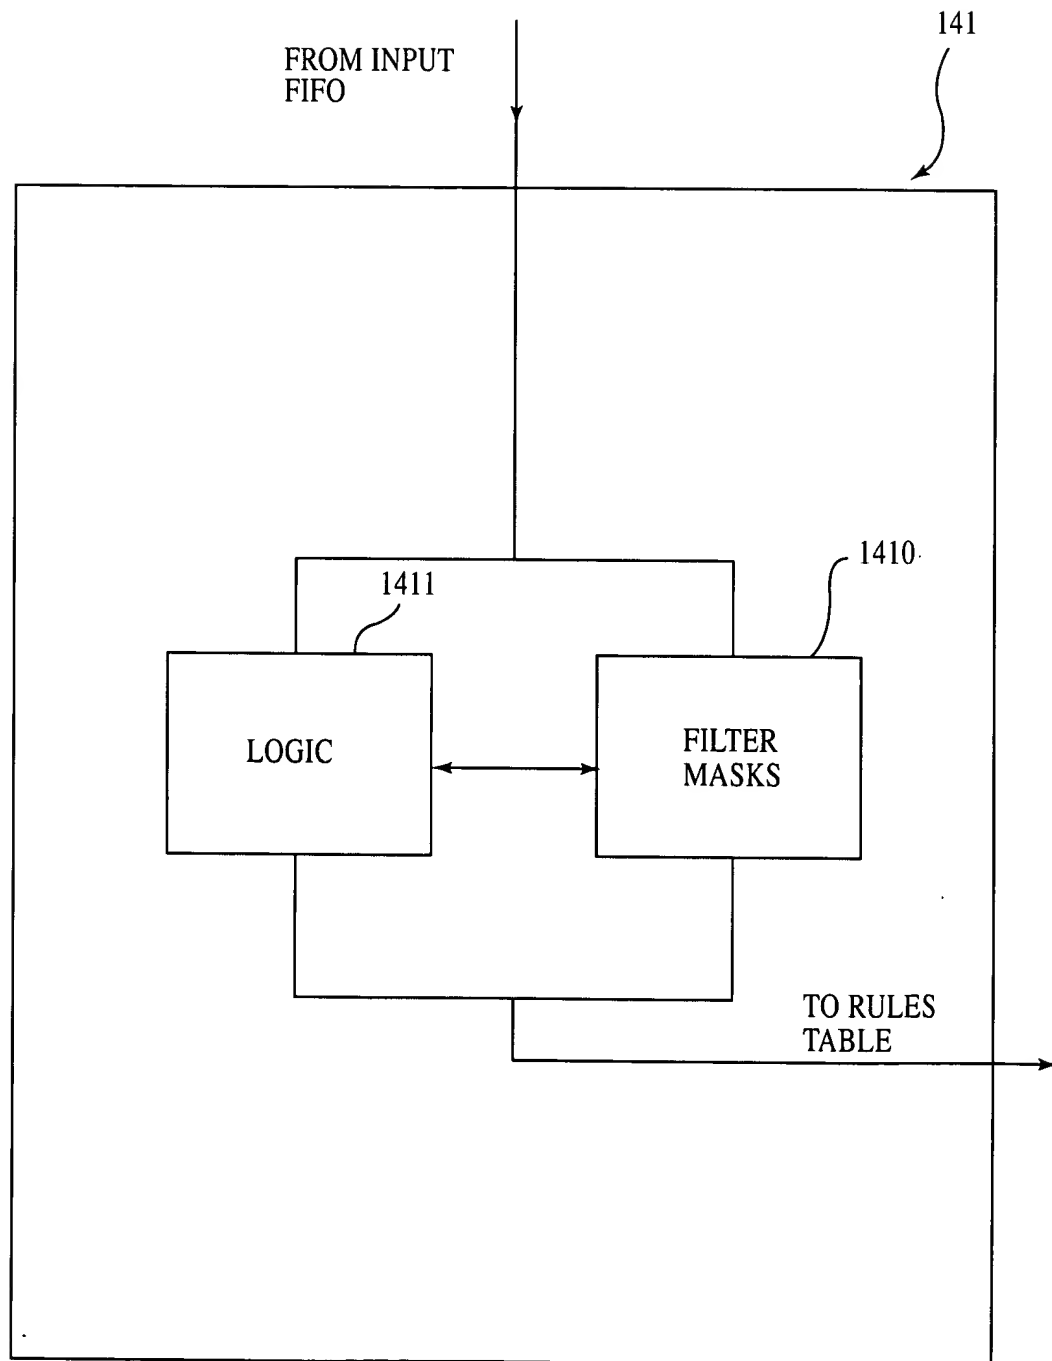 141
FROM INPUT
FIFO
1410
1411
LOGIC
FILTER
MASKS
TO RULES
TABLE